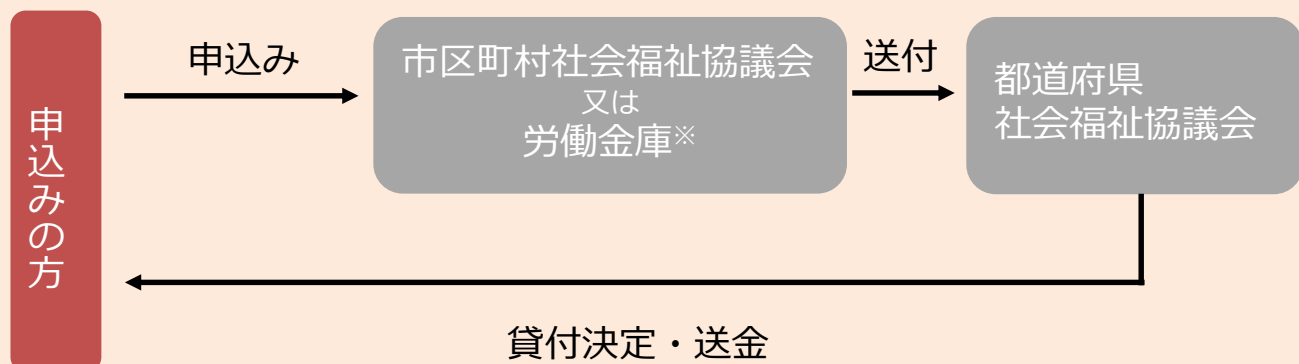 申込みの方
申込み
市区町村社会福祉協議会
又は
労働金庫※
送付
都道府県
社会福祉協議会
貸付決定・送金